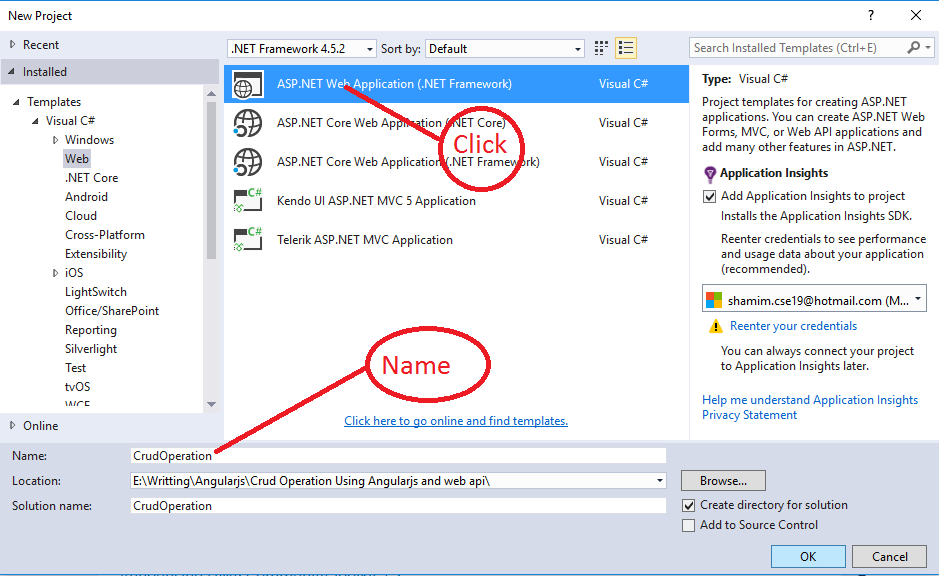 New Project
?
Recent
.NET Framework 4.5.2
Sort by:
Default
Search Installed Templates (Ctrl+E)
Installed
Templates
Visual C#
Windows
Web
.NET Core
Android
Cloud
Cross-Platform
Extensibility
iOS
LightSwitch
Office/SharePoint
Reporting
Silverlight
Test
tvOS
WCF
Online
ASP.NET Web Application (.NET Framework) Visual C#
ASP.NET Core Web Application (.NET Core) Visual C#
ASP.NET Core Web Application (.NET Framework) Visual C#
C# Kendo UI ASP.NET MVC 5 Application Visual C#
C# Telerik ASP.NET MVC Application Visual C#
Click
Name
Click here to go online and find templates.
Type: Visual C#
Project templates for creating ASP.NET
applications. You can create ASP.NET Web
Forms, MVC, or Web API applications and
add many other features in ASP.NET.
Application Insights
Add Application Insights to project
Installs the Application Insights SDK.
Reenter credentials to see performance
and usage data about your application
(recommended).
shamim.cse19@hotmail.com (M...
Reenter your credentials
You can always connect your project
to Application Insights later.
Help me understand Application Insights
Privacy Statement
Name: CrudOperation
Location: E:\Writting\Angularjs\Crud Operation Using Angularjs and web api\
Browse...
Solution name: CrudOperation
Create directory for solution
Add to Source Control
OK
Cancel